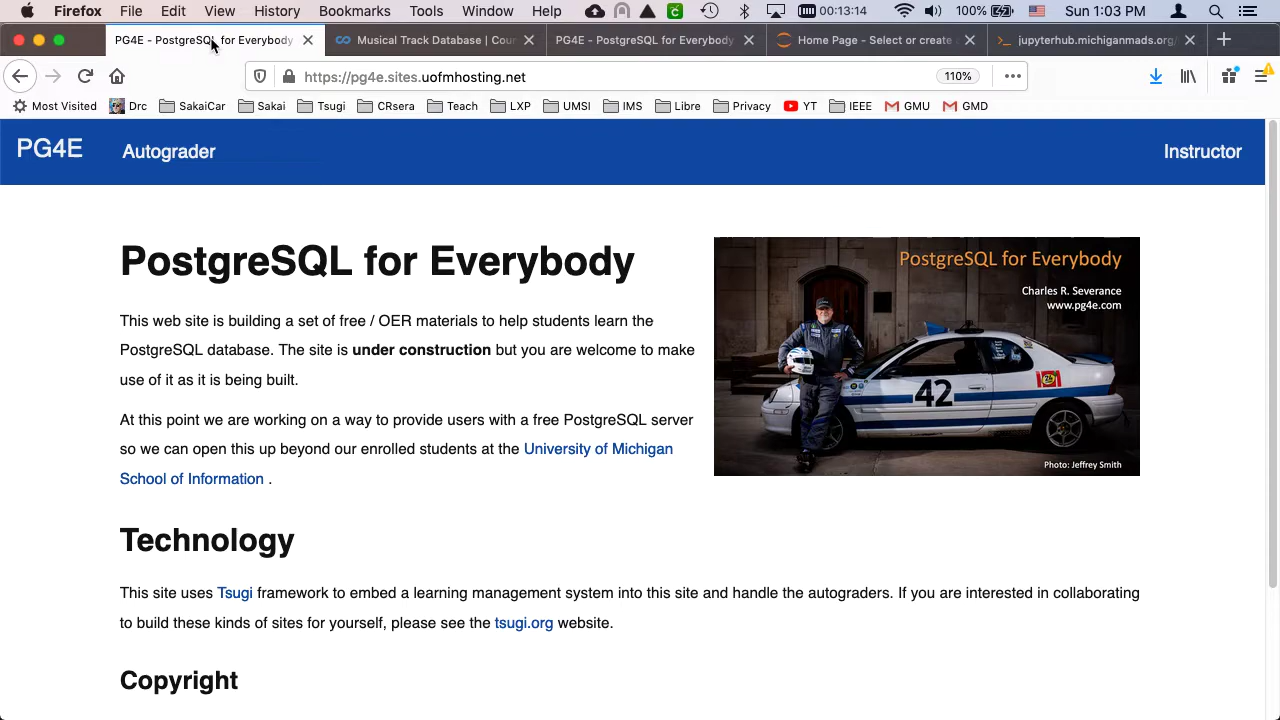 Firefox File Edit View History Bookmarks Tools Window Help 00:13:14 100% Sun 1:03 PM
PG4E - PostgreSQL for Everybody Musical Track Database | Cour PG4E - PostgreSQL for Everybody Home Page - Select or create jupyterhub.michiganmads.org/
https://pg4e.sites.uofmhosting.net 110%
Most Visited Drc SakaiCar Sakai Tsugi CRsera Teach LXP UMSI IMS Libre Privacy YT IEEE GMU GMD
PG4E Autograder Instructor
PostgreSQL for Everybody
This web site is building a set of free / OER materials to help students learn the
PostgreSQL database. The site is under construction but you are welcome to make
use of it as it is being built.
At this point we are working on a way to provide users with a free PostgreSQL server
so we can open this up beyond our enrolled students at the University of Michigan
School of Information .
PostgreSQL for Everybody
Charles R. Severance
www.pg4e.com
42
Photo: Jeffrey Smith
Technology
This site uses Tsugi framework to embed a learning management system into this site and handle the autograders. If you are interested in collaborating
to build these kinds of sites for yourself, please see the tsugi.org website.
Copyright